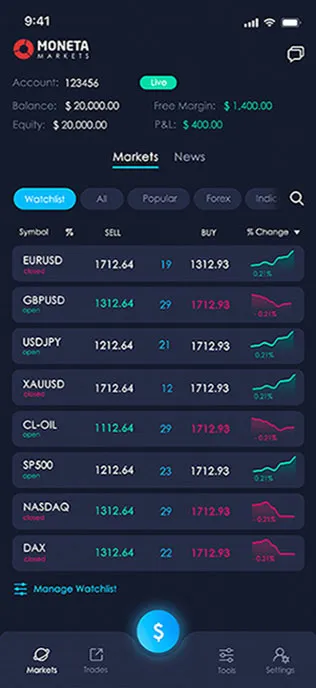 9:41
MONETA
MARKETS
Account: 123456 Live
Balance: $ 20,000.00 Free Margin: $ 1,400.00
Equity: $ 20,000.00 P&L: $ 400.00
Markets News
Watchlist All Popular Forex Indic
Symbol % SELL BUY % Change
EURUSD 1712.64 19 1312.93
closed 0.21%
GBPUSD 1312.64 29 1712.93
open - 0.21%
USDJPY 1212.64 21 1712.93
open 0.21%
XAUUSD 1712.64 12 1712.93
closed 0.21%
CL-OIL 1112.64 29 1712.93
open - 0.21%
SP500 1212.64 23 1712.93
open 0.21%
NASDAQ 1312.64 29 1712.93
closed - 0.21%
DAX 1312.64 22 1712.93
closed 0.21%
Manage Watchlist
$
Markets Trades Tools Settings